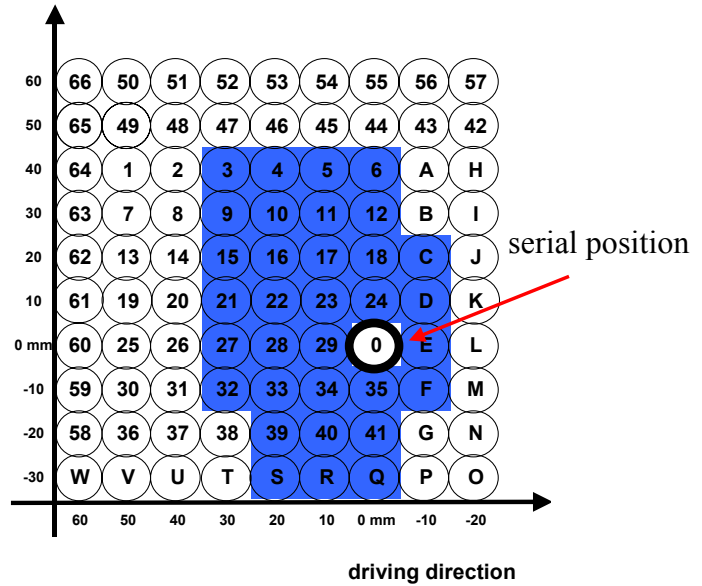 60 66 50 51 52 53 54 55 56 57
50 65 49 48 47 46 45 44 43 42
40 64 1 2 3 4 5 6 A H
30 63 7 8 9 10 11 12 B I
20 62 13 14 15 16 17 18 C J
serial position
10 61 19 20 21 22 23 24 D K
0 mm 60 25 26 27 28 29 0 E L
-10 59 30 31 32 33 34 35 F M
-20 58 36 37 38 39 40 41 G N
-30 W V U T S R Q P O
60 50 40 30 20 10 0 mm -10 -20
driving direction